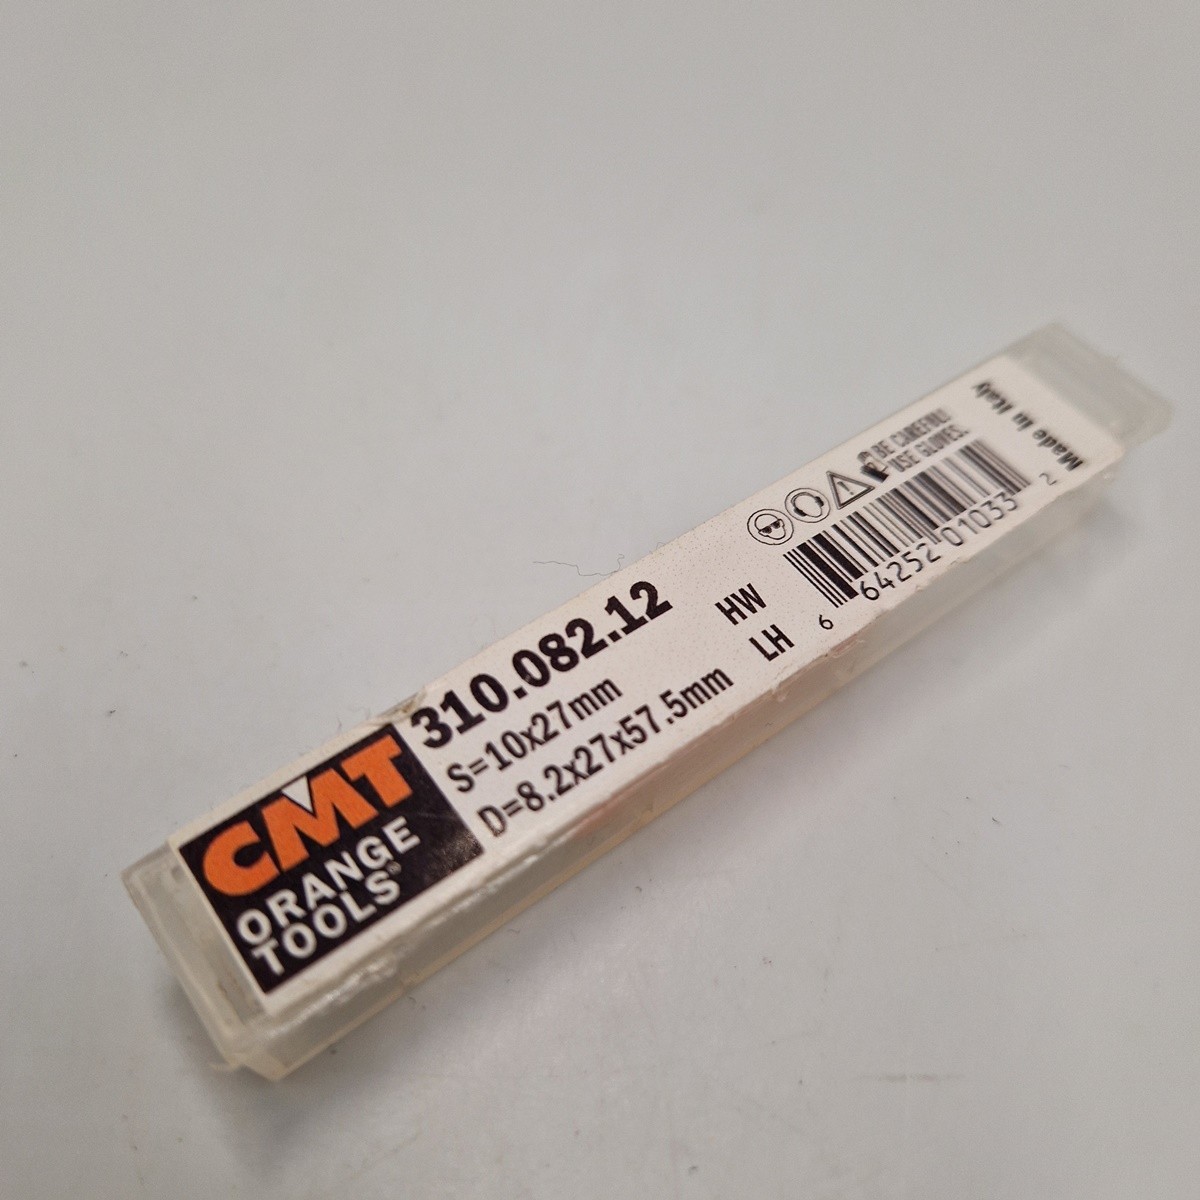 CMT
ORANGE
TOOLS®
310.082.12
S=10x27mm
D=8.2x27x57.5mm
HW
LH
BE CAREFUL!
USE GLOVES.
6 64252 01033 2
Made in Italy